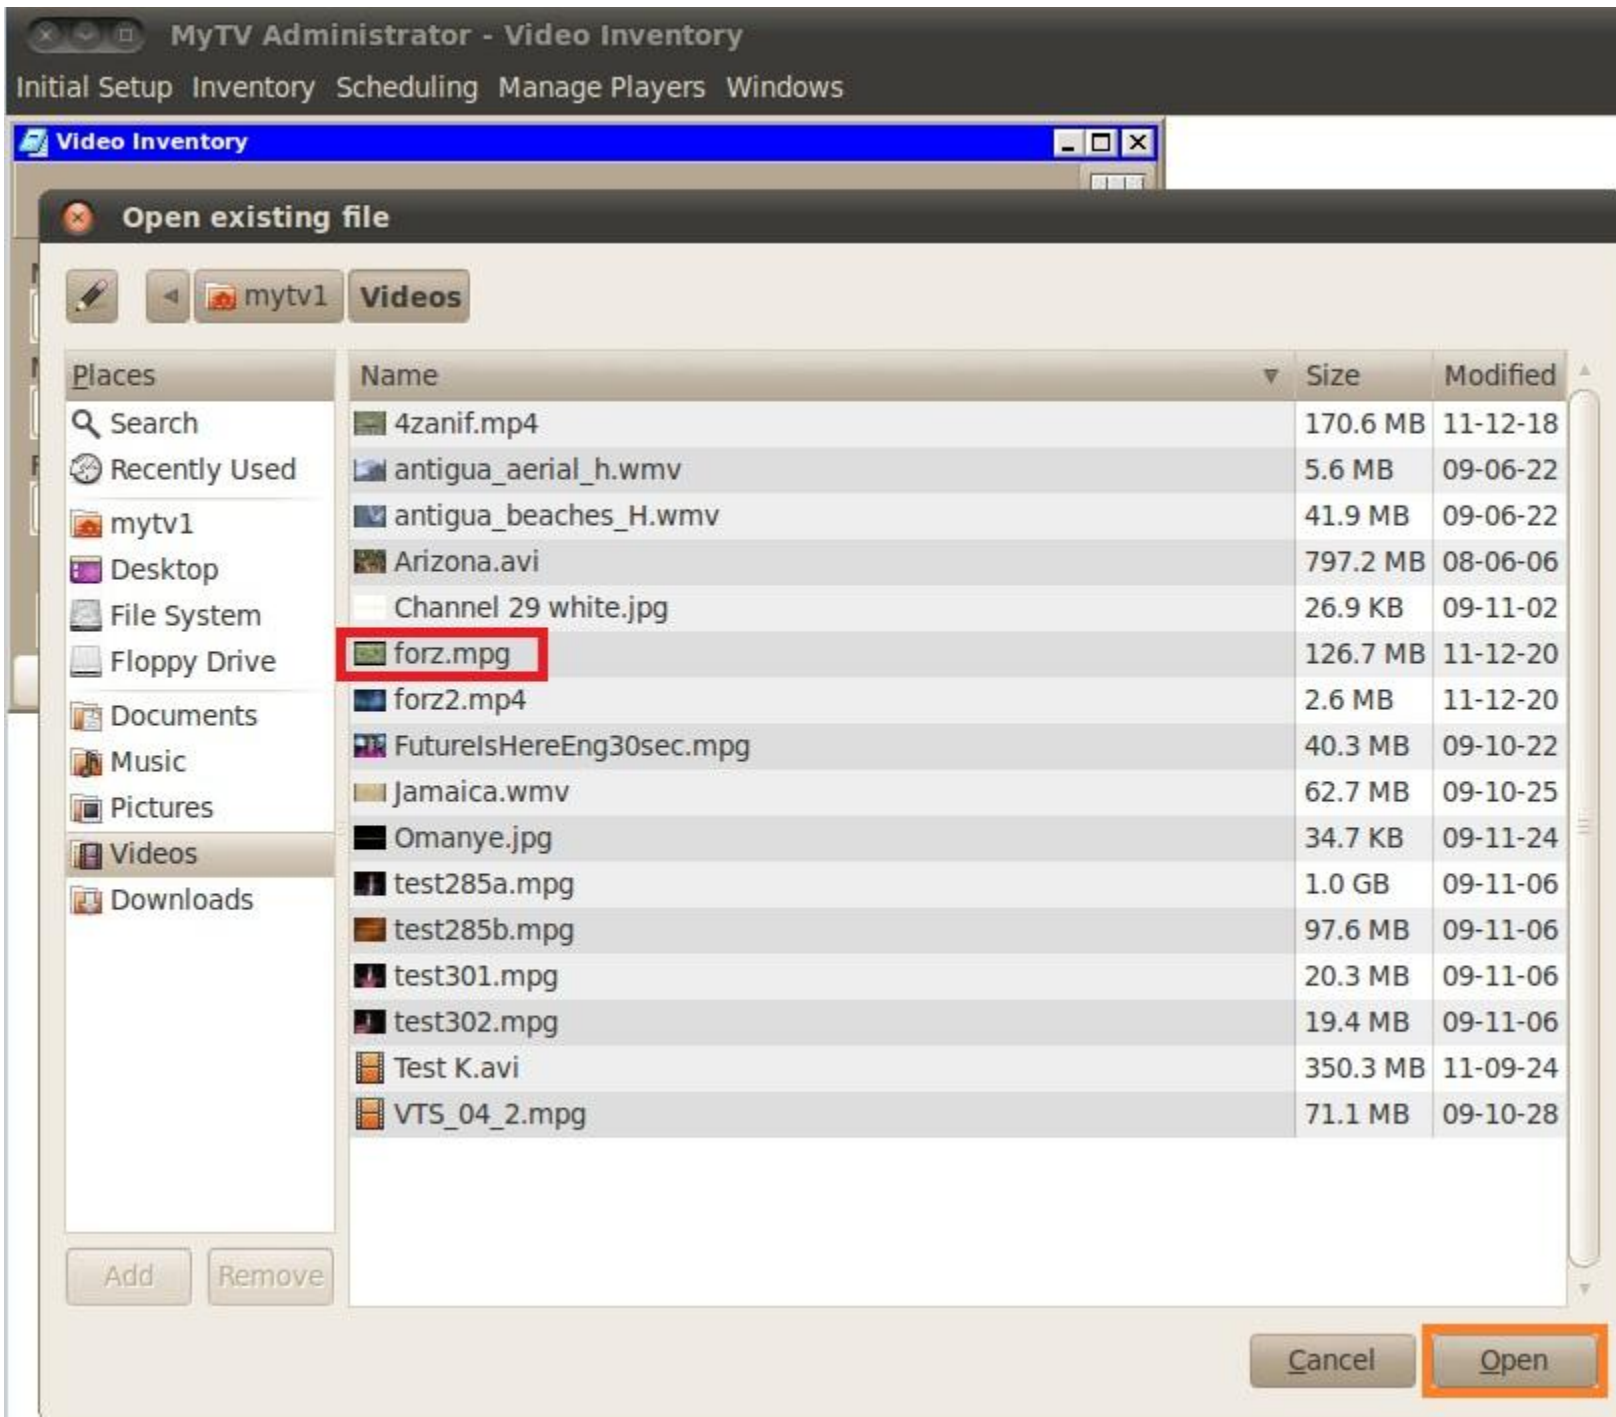 MyTV Administrator - Video Inventory
Initial Setup Inventory Scheduling Manage Players Windows
Video Inventory
Open existing file
mytv1 Videos
Places
Search
Recently Used
mytv1
Desktop
File System
Floppy Drive
Documents
Music
Pictures
Videos
Downloads
Name Size Modified
4zanif.mp4 170.6 MB 11-12-18
antigua_aerial_h.wmv 5.6 MB 09-06-22
antigua_beaches_H.wmv 41.9 MB 09-06-22
Arizona.avi 797.2 MB 08-06-06
Channel 29 white.jpg 26.9 KB 09-11-02
forz.mpg 126.7 MB 11-12-20
forz2.mp4 2.6 MB 11-12-20
FutureIsHereEng30sec.mpg 40.3 MB 09-10-22
Jamaica.wmv 62.7 MB 09-10-25
Omanye.jpg 34.7 KB 09-11-24
test285a.mpg 1.0 GB 09-11-06
test285b.mpg 97.6 MB 09-11-06
test301.mpg 20.3 MB 09-11-06
test302.mpg 19.4 MB 09-11-06
Test K.avi 350.3 MB 11-09-24
VTS_04_2.mpg 71.1 MB 09-10-28
Add Remove
Cancel Open